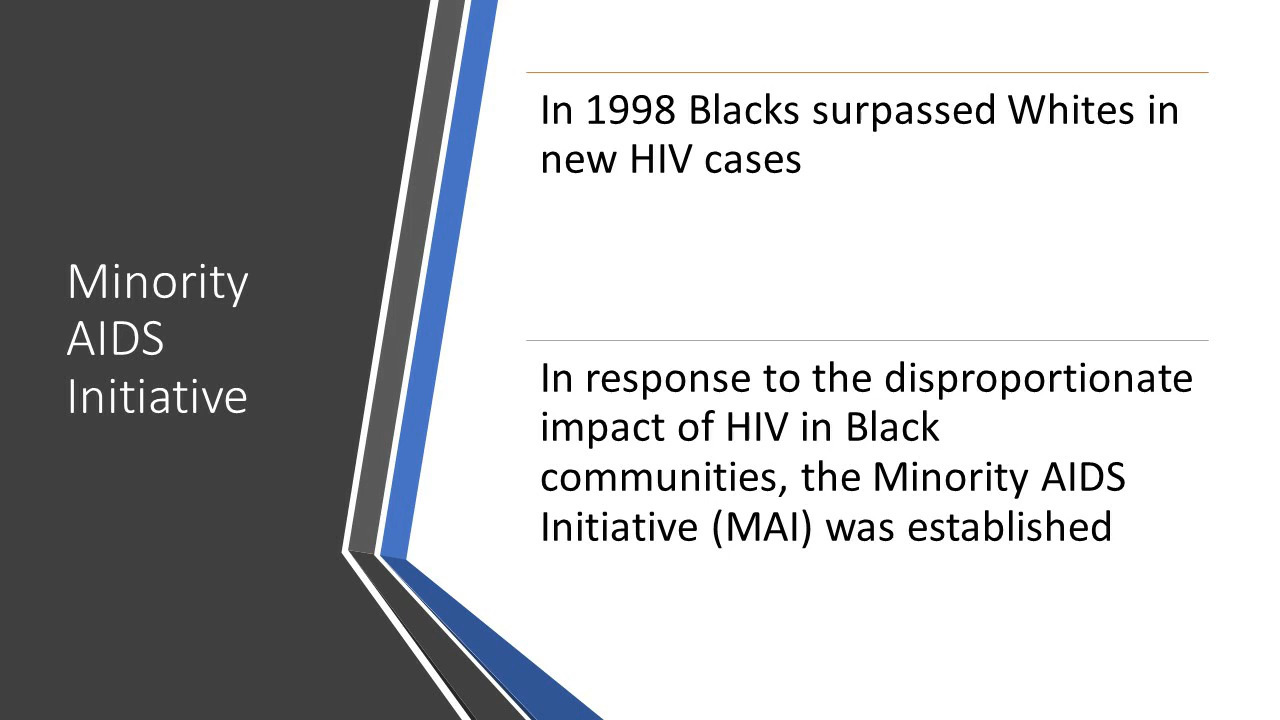 Minority
AIDS
Initiative
In 1998 Blacks surpassed Whites in
new HIV cases
In response to the disproportionate
impact of HIV in Black
communities, the Minority AIDS
Initiative (MAI) was established